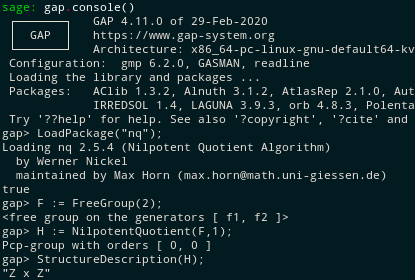 sage: gap.console()
GAP 4.11.0 of 29-Feb-2020
GAP https://www.gap-system.org
Architecture: x86_64-pc-linux-gnu-default64-kv
Configuration: gmp 6.2.0, GASMAN, readline
Loading the library and packages ...
Packages: AClib 1.3.2, Alnuth 3.1.2, AtlasRep 2.1.0, Aut
IRREDSOL 1.4, LAGUNA 3.9.3, orb 4.8.3, Polenta
Try '??help' for help. See also '?copyright', '?cite' and
gap> LoadPackage("nq");
Loading nq 2.5.4 (Nilpotent Quotient Algorithm)
by Werner Nickel
maintained by Max Horn (max.horn@math.uni-giessen.de)
true
gap> F := FreeGroup(2);
<free group on the generators [ f1, f2 ]>
gap> H := NilpotentQuotient(F,1);
Pcp-group with orders [ 0, 0 ]
gap> StructureDescription(H);
"Z x Z"